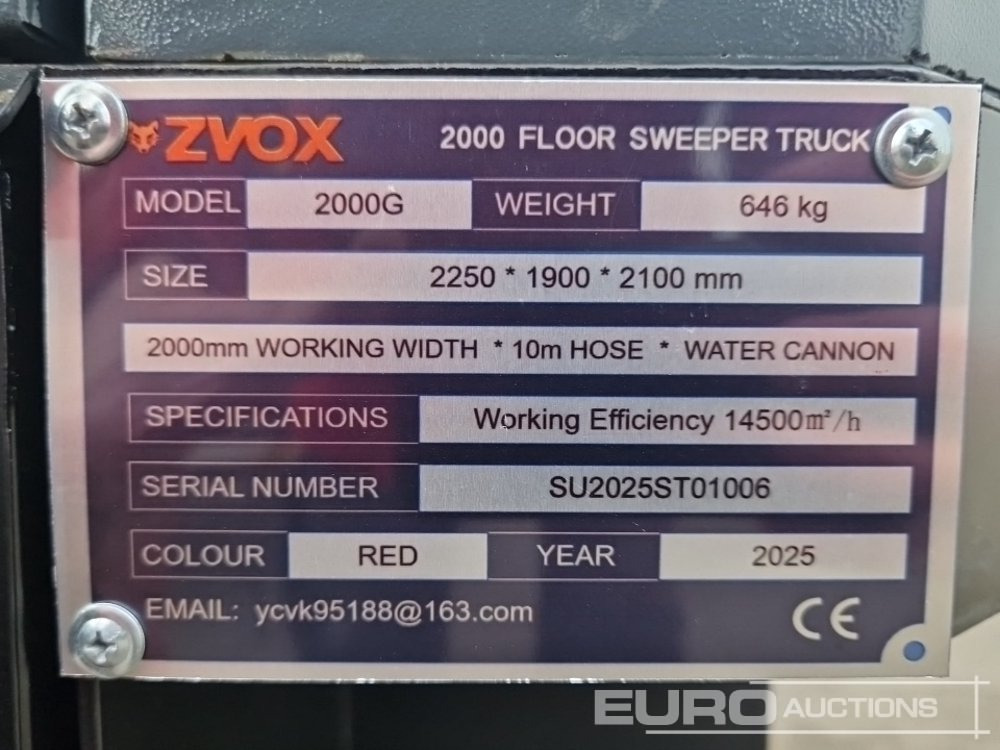 ZVOX 2000 FLOOR SWEEPER TRUCK
MODEL 2000G WEIGHT 646 kg
SIZE 2250 * 1900 * 2100 mm
2000mm WORKING WIDTH * 10m HOSE * WATER CANNON
SPECIFICATIONS Working Efficiency 14500㎡/h
SERIAL NUMBER SU2025ST01006
COLOUR RED YEAR 2025
EMAIL: ycvk95188@163.com CE
EURO AUCTIONS